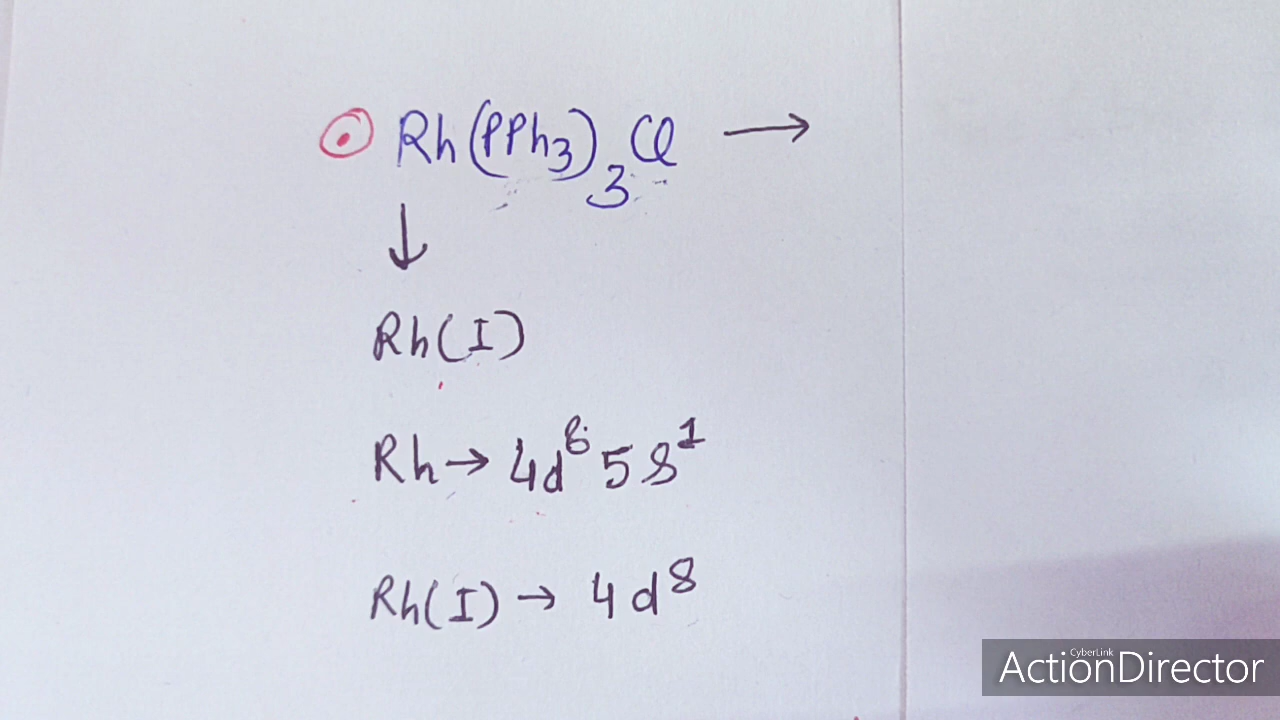 ⊙ Rh(PPh₃)₃Cl →
↓
Rh(I)
Rh → 4d⁸ 5s¹
Rh(I) → 4d⁸
CyberLink
ActionDirector